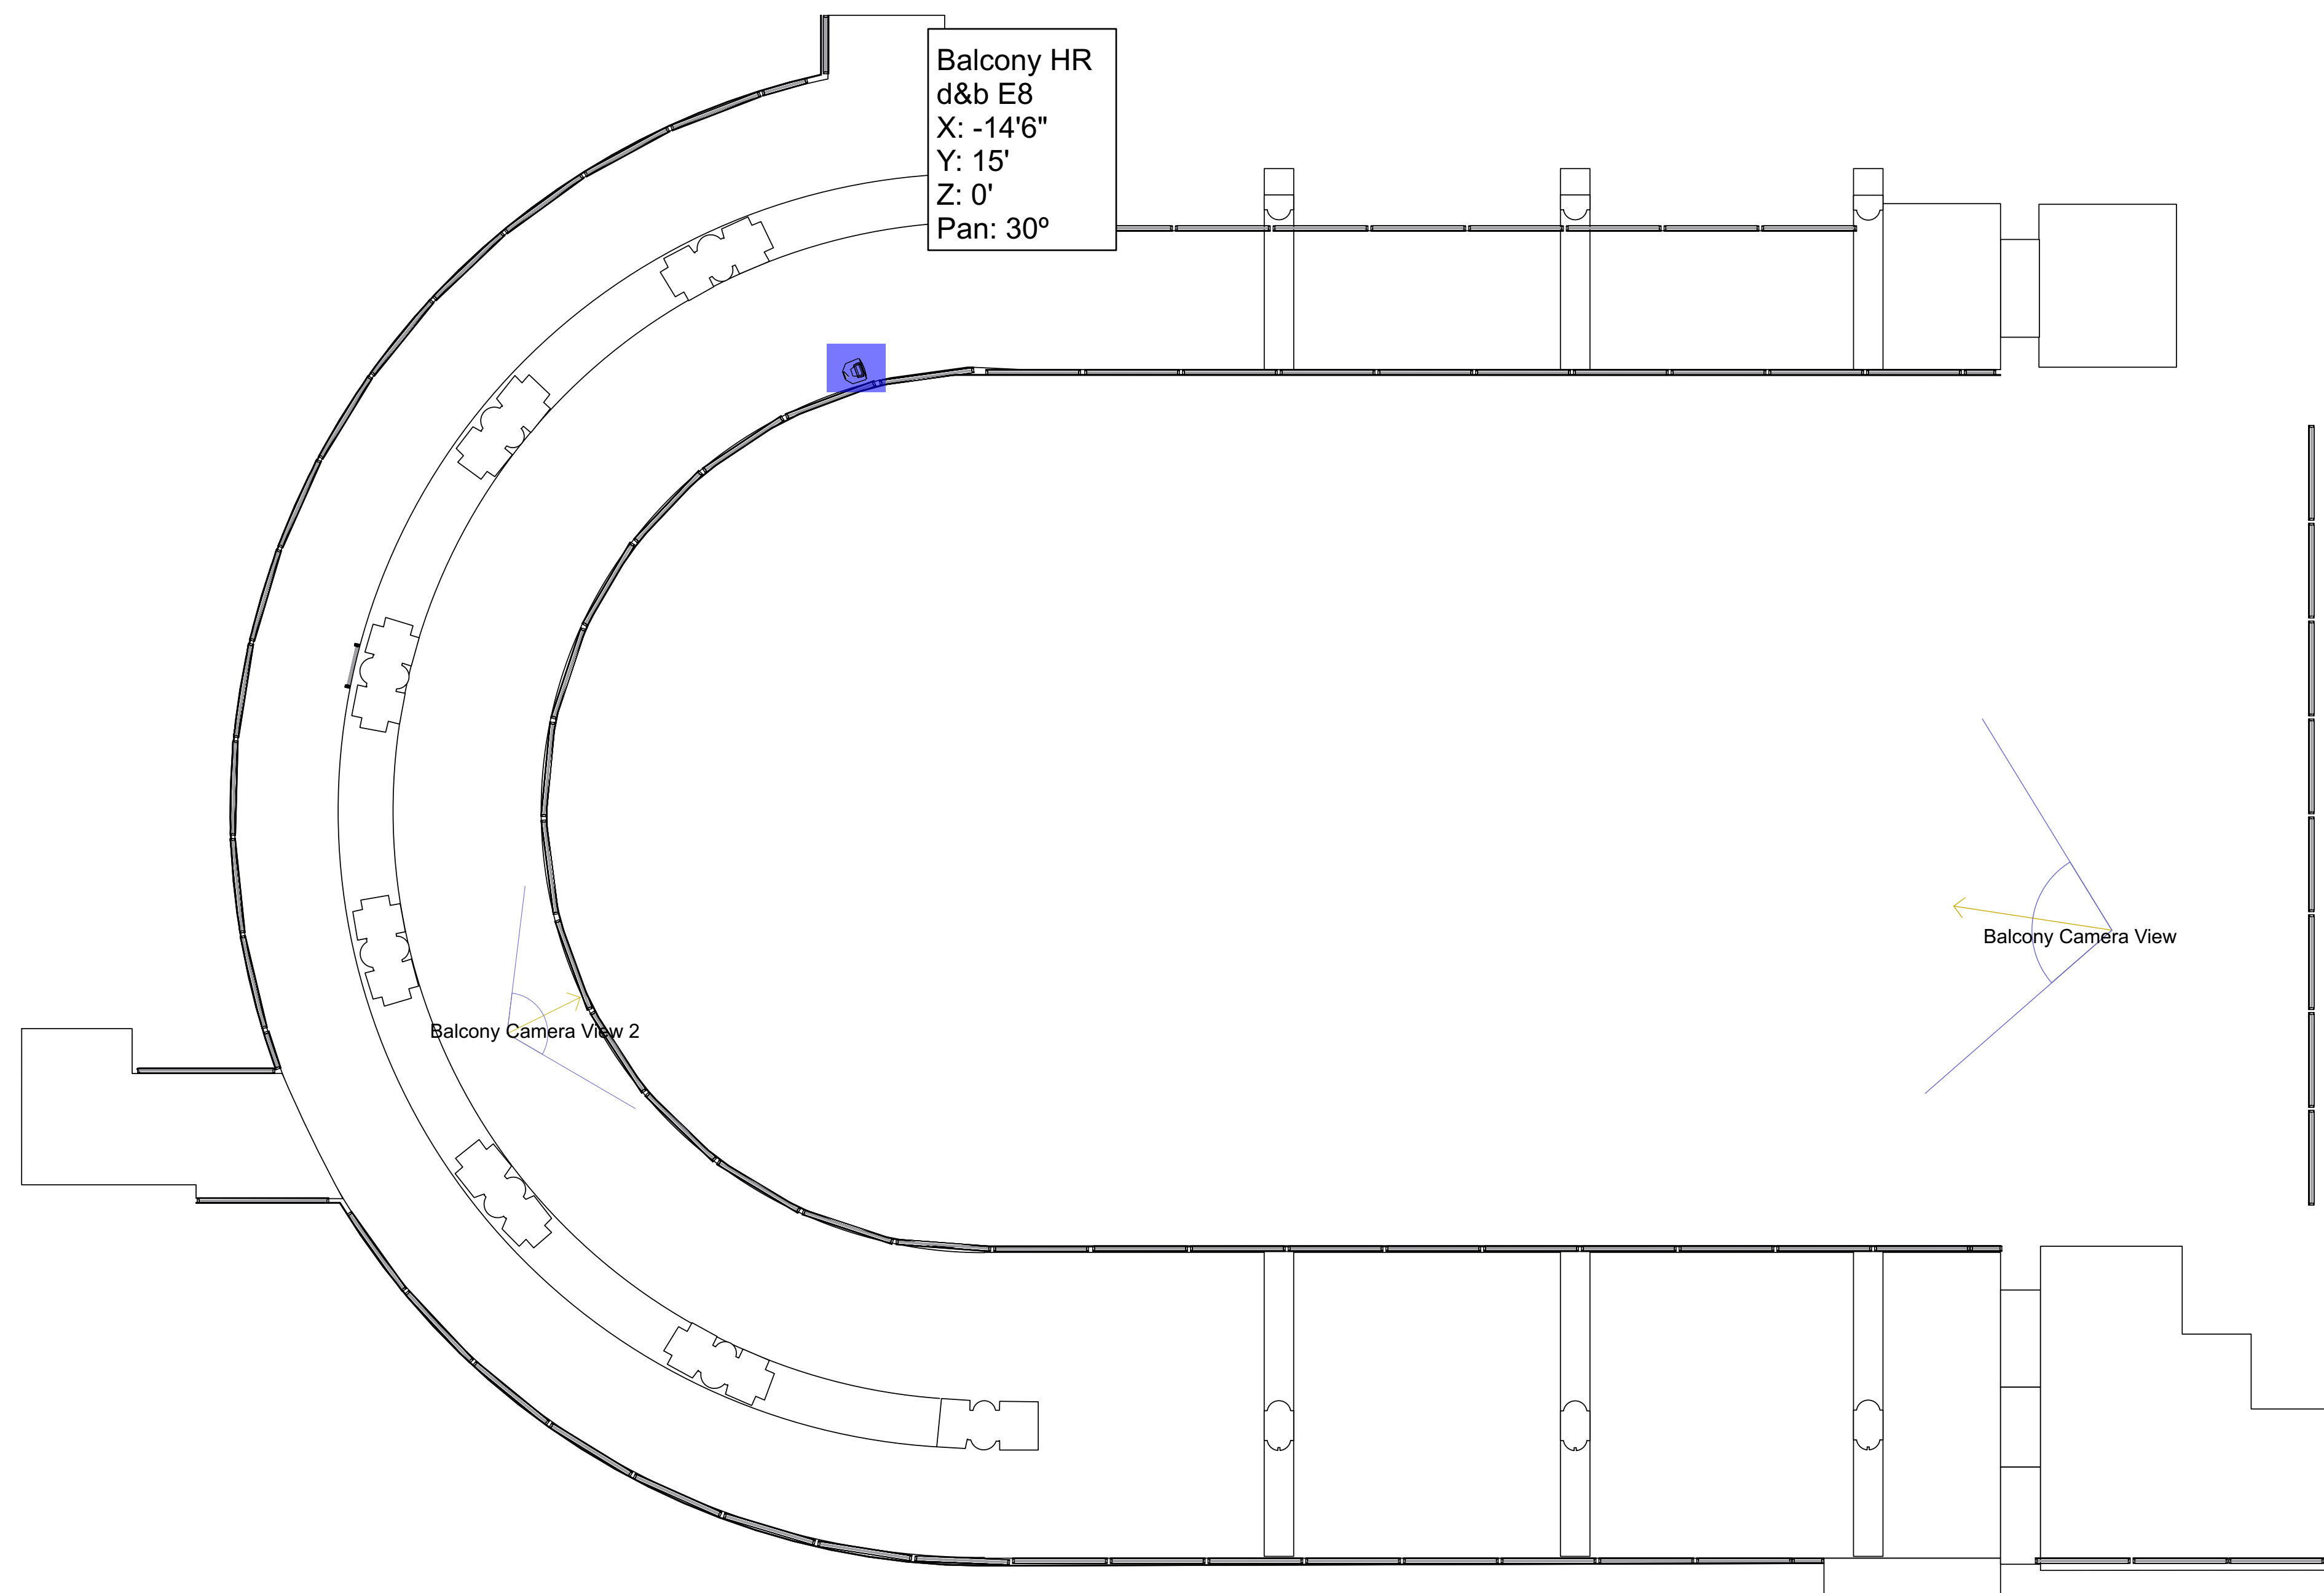 Balcony HR
d&b E8
X: -14'6"
Y: 15'
Z: 0'
Pan: 30º
Balcony Camera View
Balcony Camera View 2